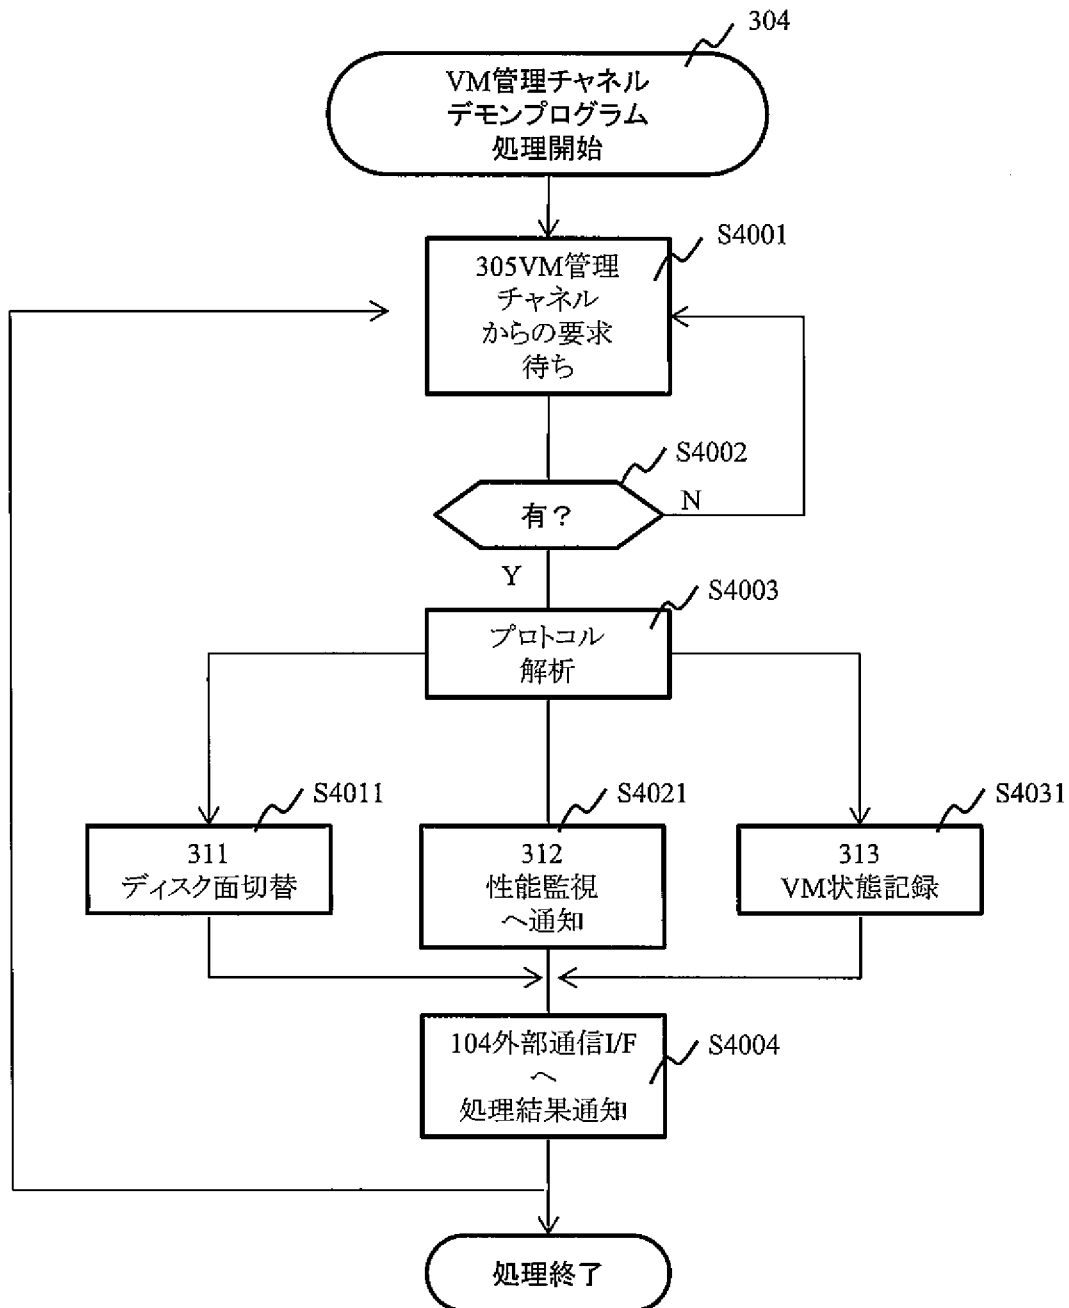 304
VM管理チャネル
デモンプログラム
処理開始
S4001
305VM管理
チャネル
からの要求
待ち
S4002
有？
N
Y
S4003
プロトコル
解析
S4011
311
ディスク面切替
S4021
312
性能監視
へ通知
S4031
313
VM状態記録
S4004
104外部通信I/F
へ
処理結果通知
処理終了